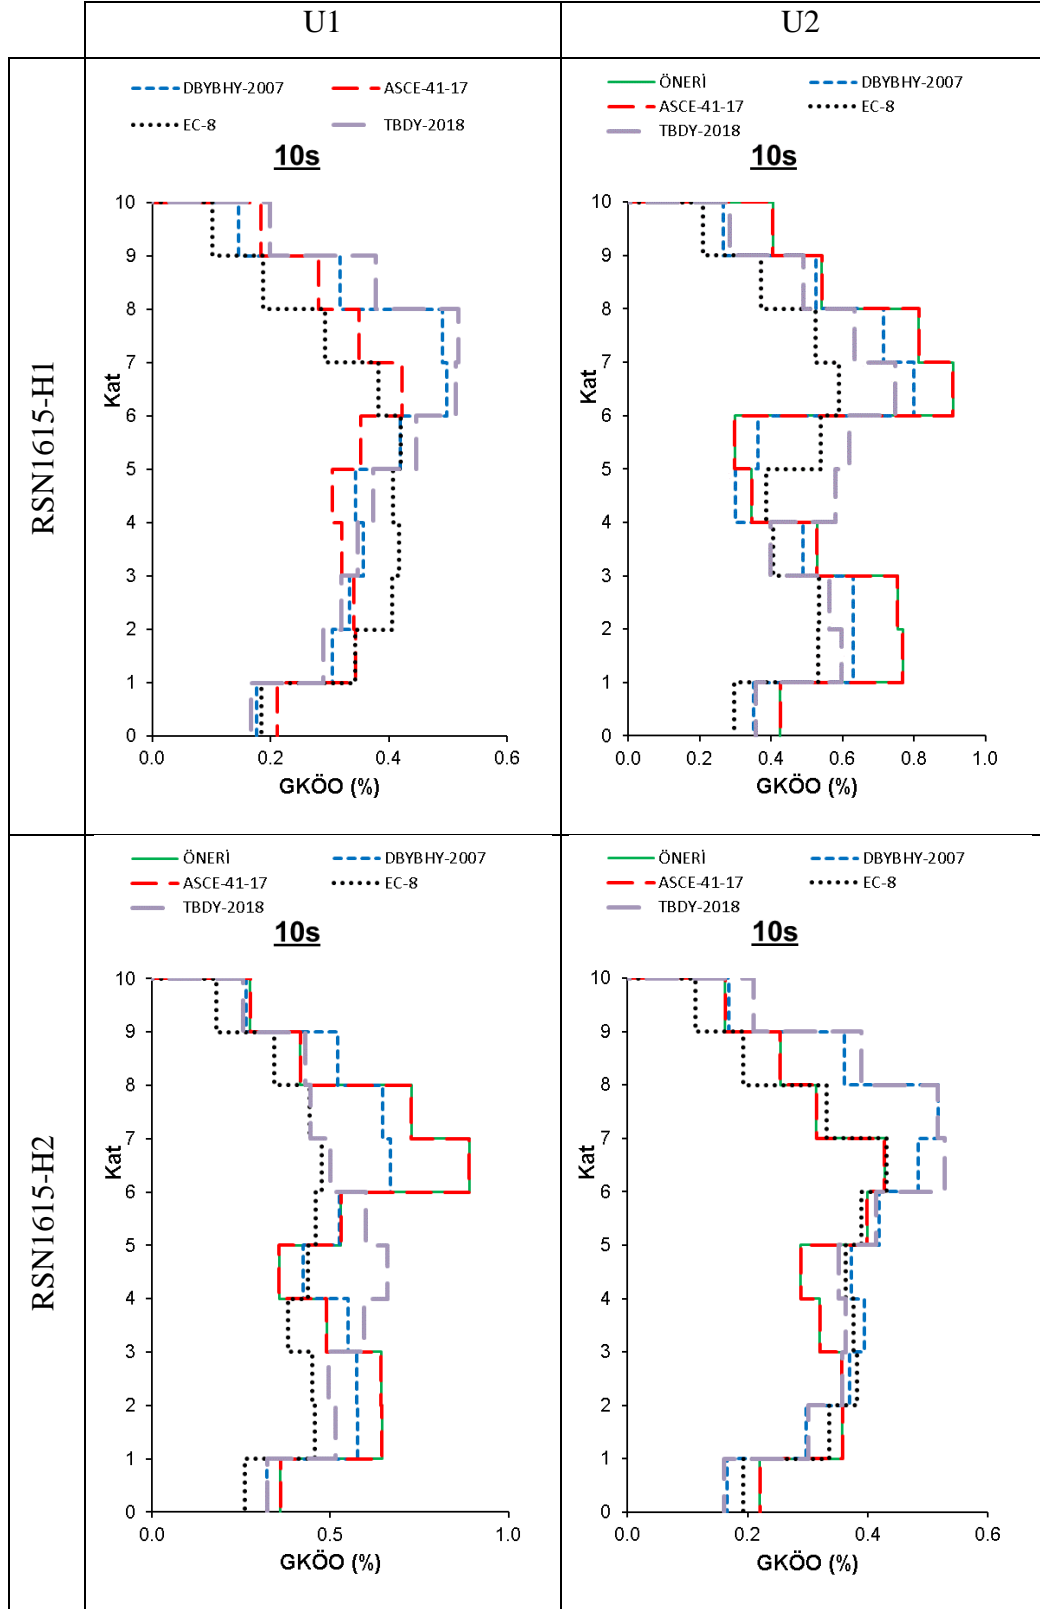 U1 U2
RSN1615-H1
DBYBHY-2007 ASCE-41-17
EC-8 TBDY-2018
10s
10
9
8
7
6
5
4
3
2
1
0
Kat
0.0 0.2 0.4 0.6
GKÖO (%)
ÖNERİ DBYBHY-2007
ASCE-41-17 EC-8
TBDY-2018
10s
10
9
8
7
6
5
4
3
2
1
0
Kat
0.0 0.2 0.4 0.6 0.8 1.0
GKÖO (%)
RSN1615-H2
ÖNERİ DBYBHY-2007
ASCE-41-17 EC-8
TBDY-2018
10s
10
9
8
7
6
5
4
3
2
1
0
Kat
0.0 0.5 1.0
GKÖO (%)
ÖNERİ DBYBHY-2007
ASCE-41-17 EC-8
TBDY-2018
10s
10
9
8
7
6
5
4
3
2
1
0
Kat
0.0 0.2 0.4 0.6
GKÖO (%)